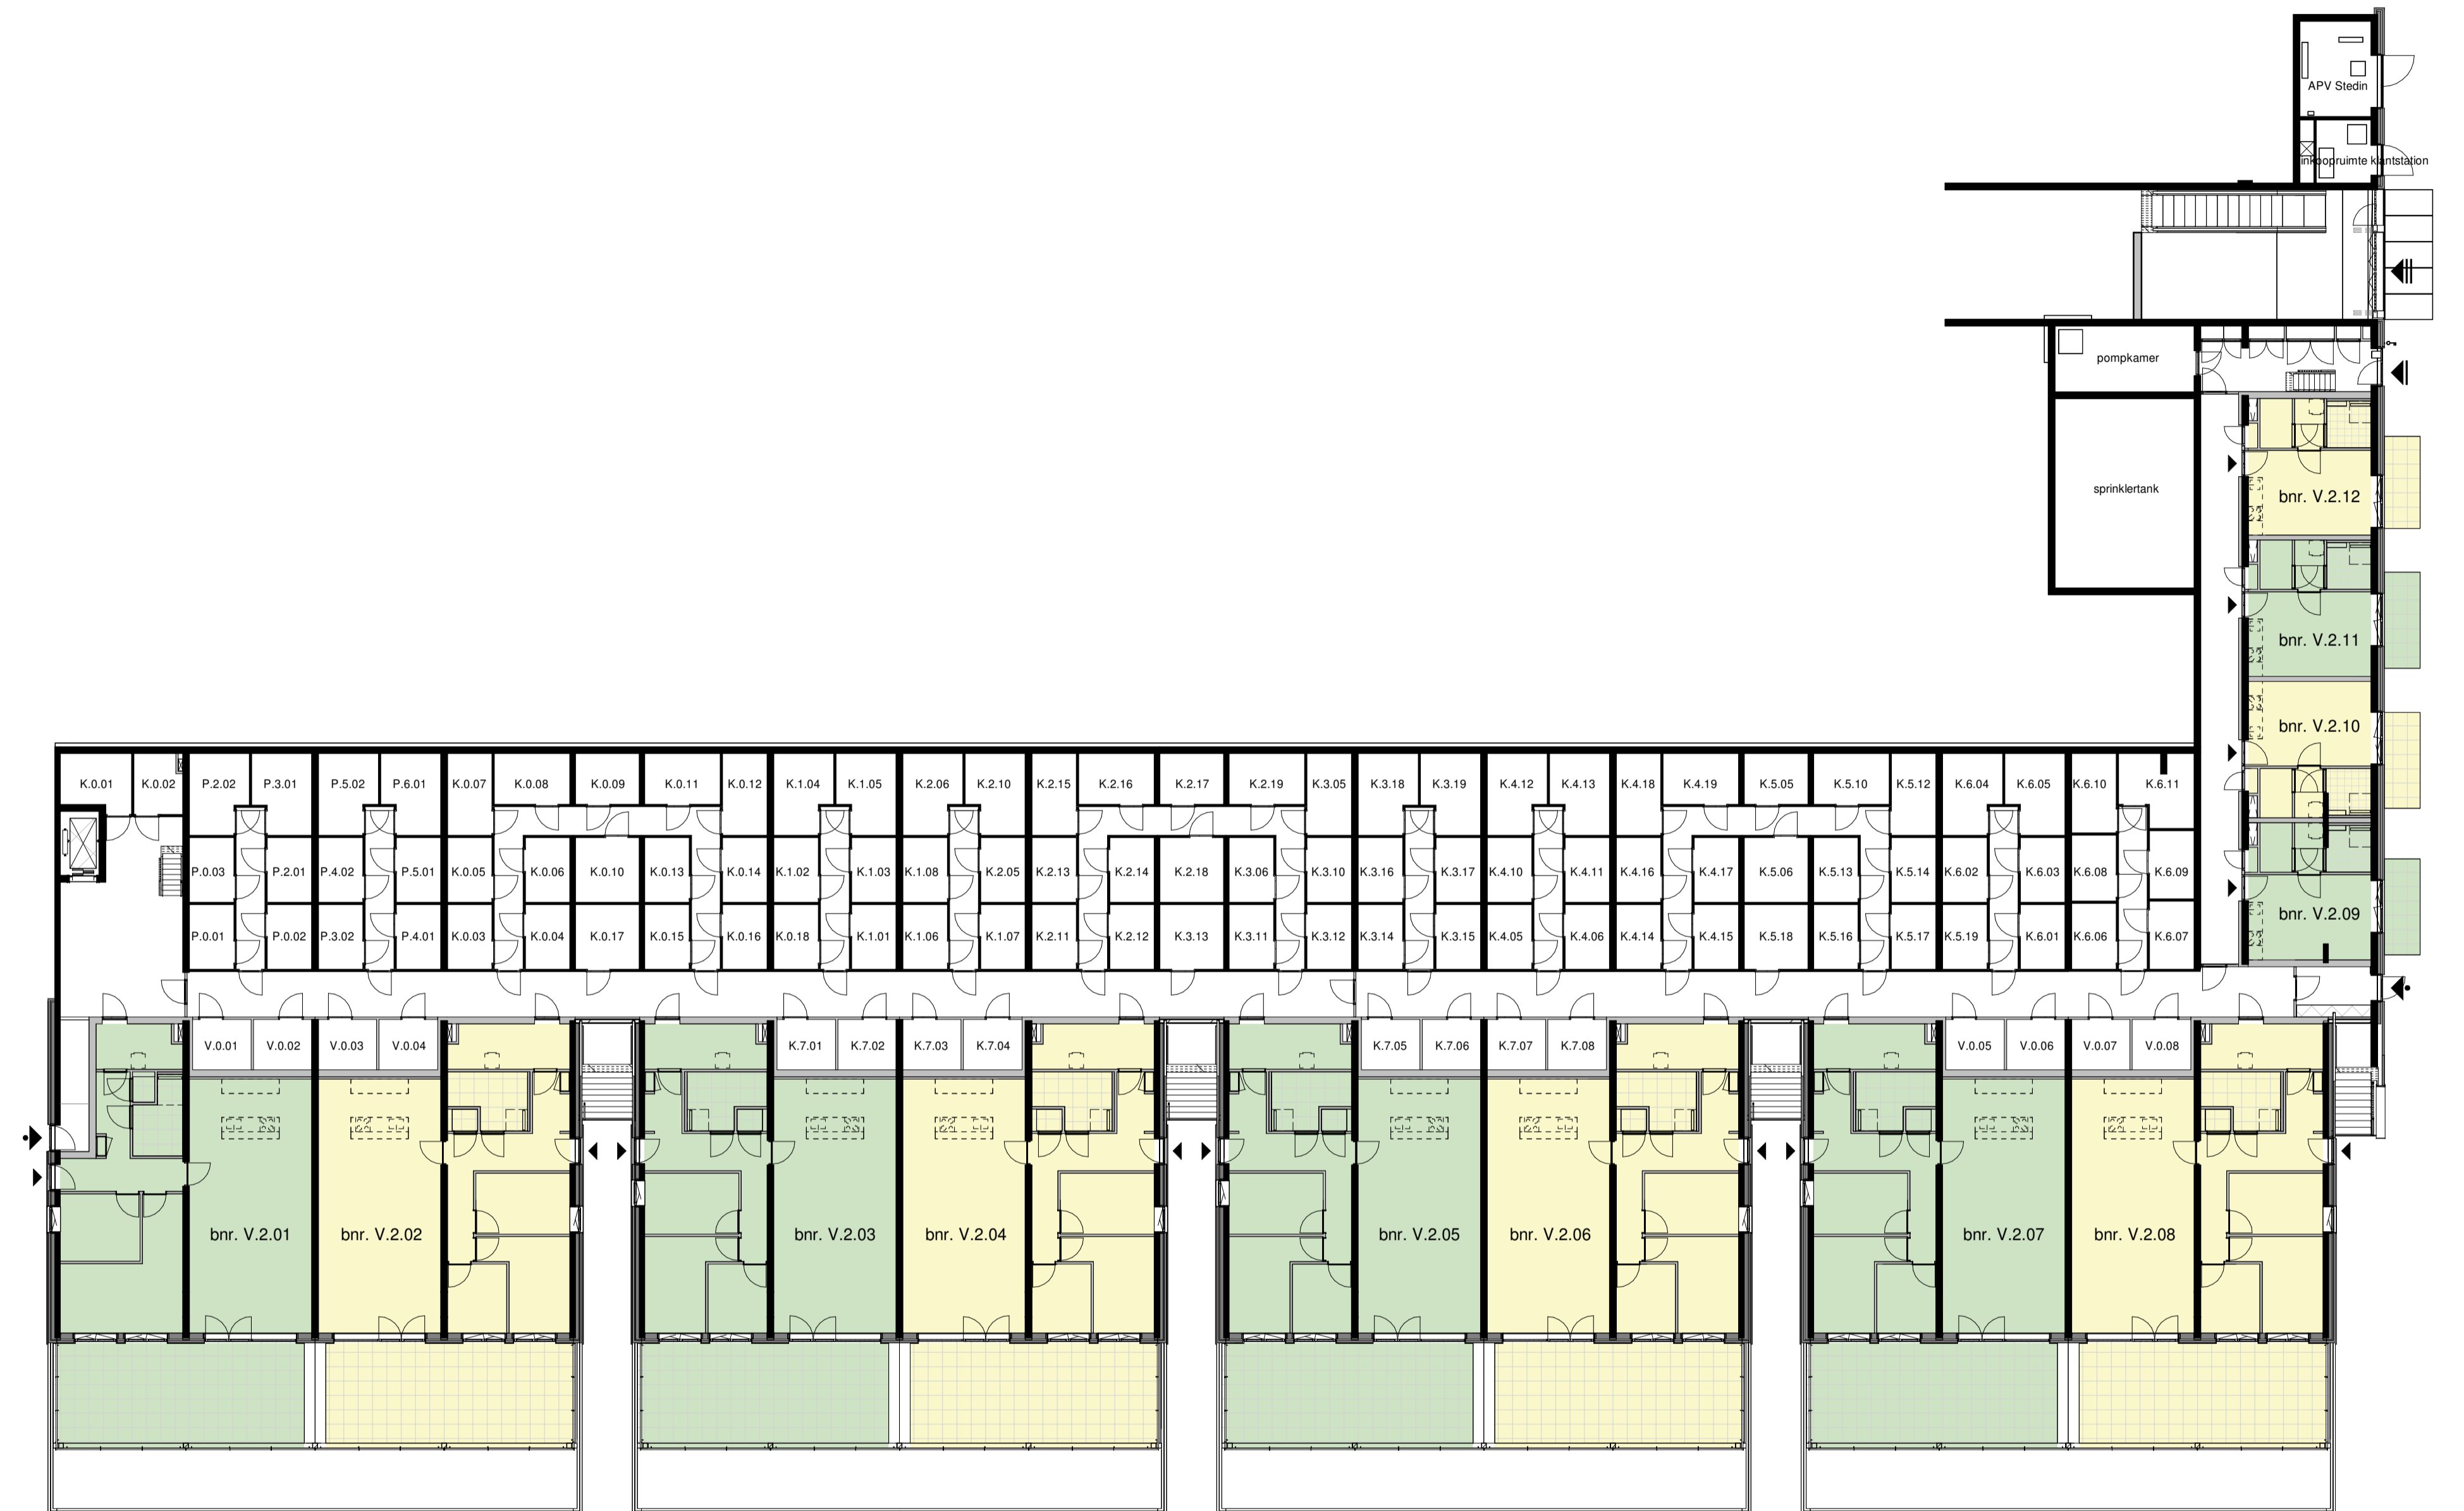 APV Stedin
inkoopruimte klantstation
pompkamer
sprinklertank
bnr. V.2.12
bnr. V.2.11
bnr. V.2.10
bnr. V.2.09
K.0.01 K.0.02 P.2.02 P.3.01 P.5.02 P.6.01 K.0.07 K.0.08 K.0.09 K.0.11 K.0.12 K.1.04 K.1.05 K.2.06 K.2.10 K.2.15 K.2.16 K.2.17 K.2.19 K.3.05 K.3.18 K.3.19 K.4.12 K.4.13 K.4.18 K.4.19 K.5.05 K.5.10 K.5.12 K.6.04 K.6.05 K.6.10 K.6.11
P.0.03 P.2.01 P.4.02 P.5.01 K.0.05 K.0.06 K.0.10 K.0.13 K.0.14 K.1.02 K.1.03 K.1.08 K.2.05 K.2.13 K.2.14 K.2.18 K.3.06 K.3.10 K.3.16 K.3.17 K.4.10 K.4.11 K.4.16 K.4.17 K.5.06 K.5.13 K.5.14 K.6.02 K.6.03 K.6.08 K.6.09
P.0.01 P.0.02 P.3.02 P.4.01 K.0.03 K.0.04 K.0.17 K.0.15 K.0.16 K.0.18 K.1.01 K.1.06 K.1.07 K.2.11 K.2.12 K.3.13 K.3.11 K.3.12 K.3.14 K.3.15 K.4.05 K.4.06 K.4.14 K.4.15 K.5.18 K.5.16 K.5.17 K.5.19 K.6.01 K.6.06 K.6.07
V.0.01 V.0.02 V.0.03 V.0.04 K.7.01 K.7.02 K.7.03 K.7.04 K.7.05 K.7.06 K.7.07 K.7.08 V.0.05 V.0.06 V.0.07 V.0.08
bnr. V.2.01 bnr. V.2.02 bnr. V.2.03 bnr. V.2.04 bnr. V.2.05 bnr. V.2.06 bnr. V.2.07 bnr. V.2.08